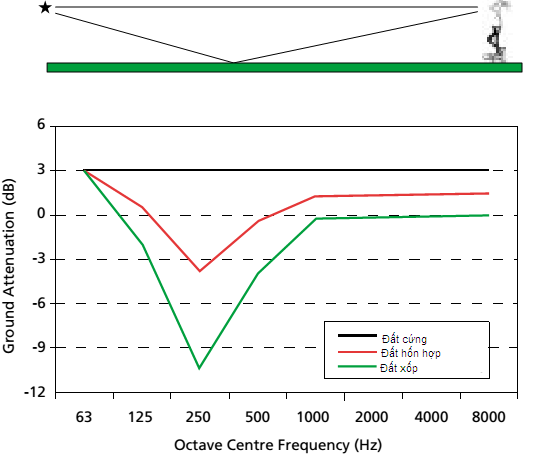 6
3
0
-3
-6
-9
-12
Ground Attenuation (dB)
Đất cứng
Đất hỗn hợp
Đất xốp
63 125 250 500 1000 2000 4000 8000
Octave Centre Frequency (Hz)